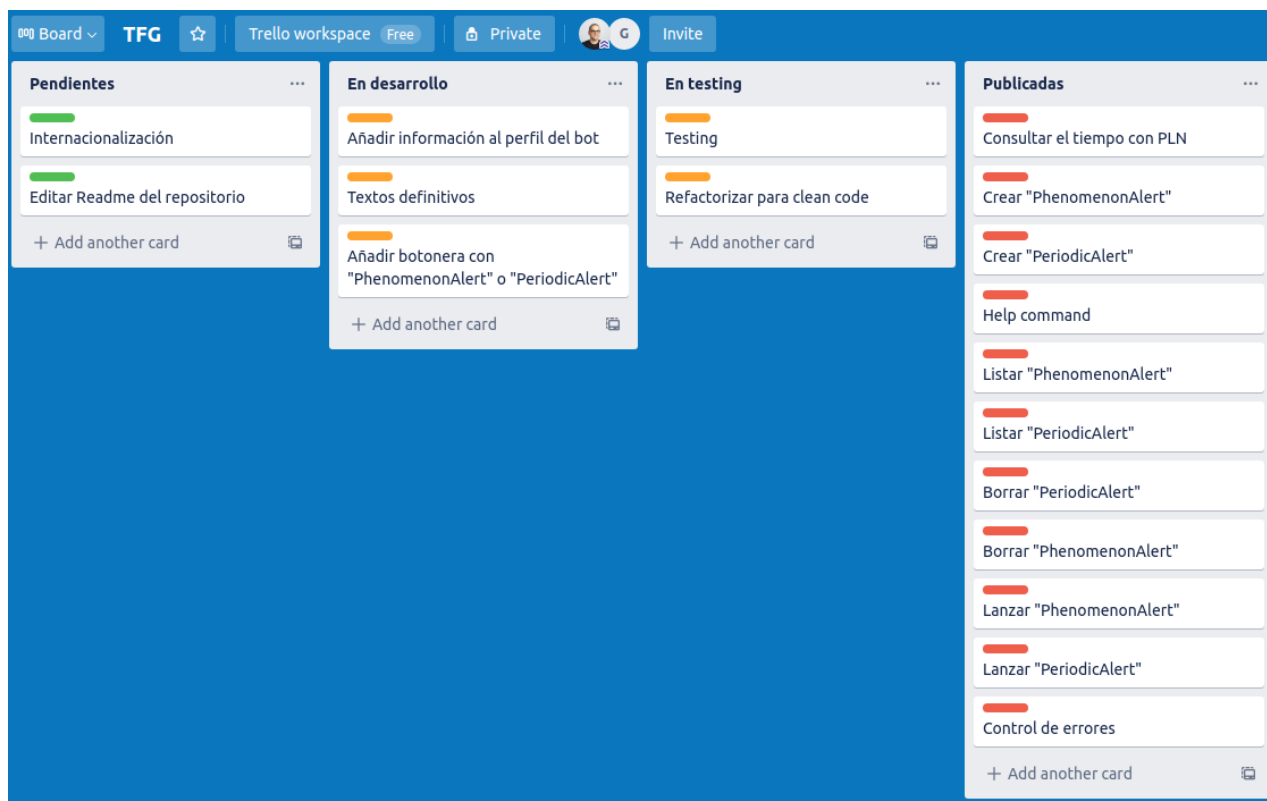 Board
TFG
Trello workspace Free
Private
G
Invite
Pendientes
Internacionalización
Editar Readme del repositorio
+ Add another card
En desarrollo
Añadir información al perfil del bot
Textos definitivos
Añadir botonera con
"PhenomenonAlert" o "PeriodicAlert"
+ Add another card
En testing
Testing
Refactorizar para clean code
+ Add another card
Publicadas
Consultar el tiempo con PLN
Crear "PhenomenonAlert"
Crear "PeriodicAlert"
Help command
Listar "PhenomenonAlert"
Listar "PeriodicAlert"
Borrar "PeriodicAlert"
Borrar "PhenomenonAlert"
Lanzar "PhenomenonAlert"
Lanzar "PeriodicAlert"
Control de errores
+ Add another card